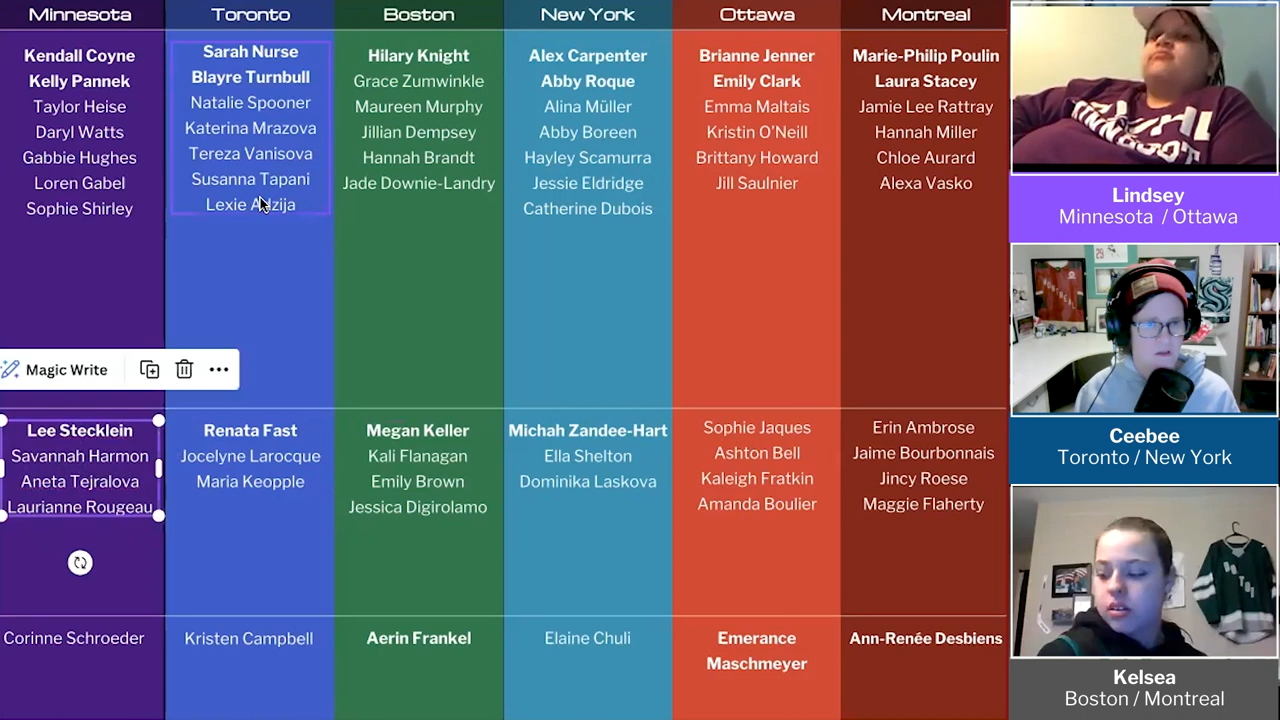 Minnesota
Kendall Coyne
Kelly Pannek
Taylor Heise
Daryl Watts
Gabbie Hughes
Loren Gabel
Sophie Shirley
Magic Write
Lee Stecklein
Savannah Harmon
Aneta Tejralova
Laurianne Rougeau
Corinne Schroeder
Toronto
Sarah Nurse
Blayre Turnbull
Natalie Spooner
Katerina Mrazova
Tereza Vanisova
Susanna Tapani
Lexie Adzija
Renata Fast
Jocelyne Larocque
Maria Keopple
Kristen Campbell
Boston
Hilary Knight
Grace Zumwinkle
Maureen Murphy
Jillian Dempsey
Hannah Brandt
Jade Downie-Landry
Megan Keller
Kali Flanagan
Emily Brown
Jessica Digirolamo
Aerin Frankel
New York
Alex Carpenter
Abby Roque
Alina Müller
Abby Boreen
Hayley Scamurra
Jessie Eldridge
Catherine Dubois
Micah Zandee-Hart
Ella Shelton
Dominika Laskova
Elaine Chuli
Ottawa
Brianne Jenner
Emily Clark
Emma Maltais
Kristin O'Neill
Brittany Howard
Jill Saulnier
Sophie Jaques
Ashton Bell
Kaleigh Fratkin
Amanda Boulier
Emerance
Maschmeyer
Montreal
Marie-Philip Poulin
Laura Stacey
Jamie Lee Rattray
Hannah Miller
Chloe Aurard
Alexa Vasko
Erin Ambrose
Jaime Bourbonnais
Jincy Roese
Maggie Flaherty
Ann-Renée Desbiens
Lindsey
Minnesota / Ottawa
Ceebee
Toronto / New York
Kelsea
Boston / Montreal